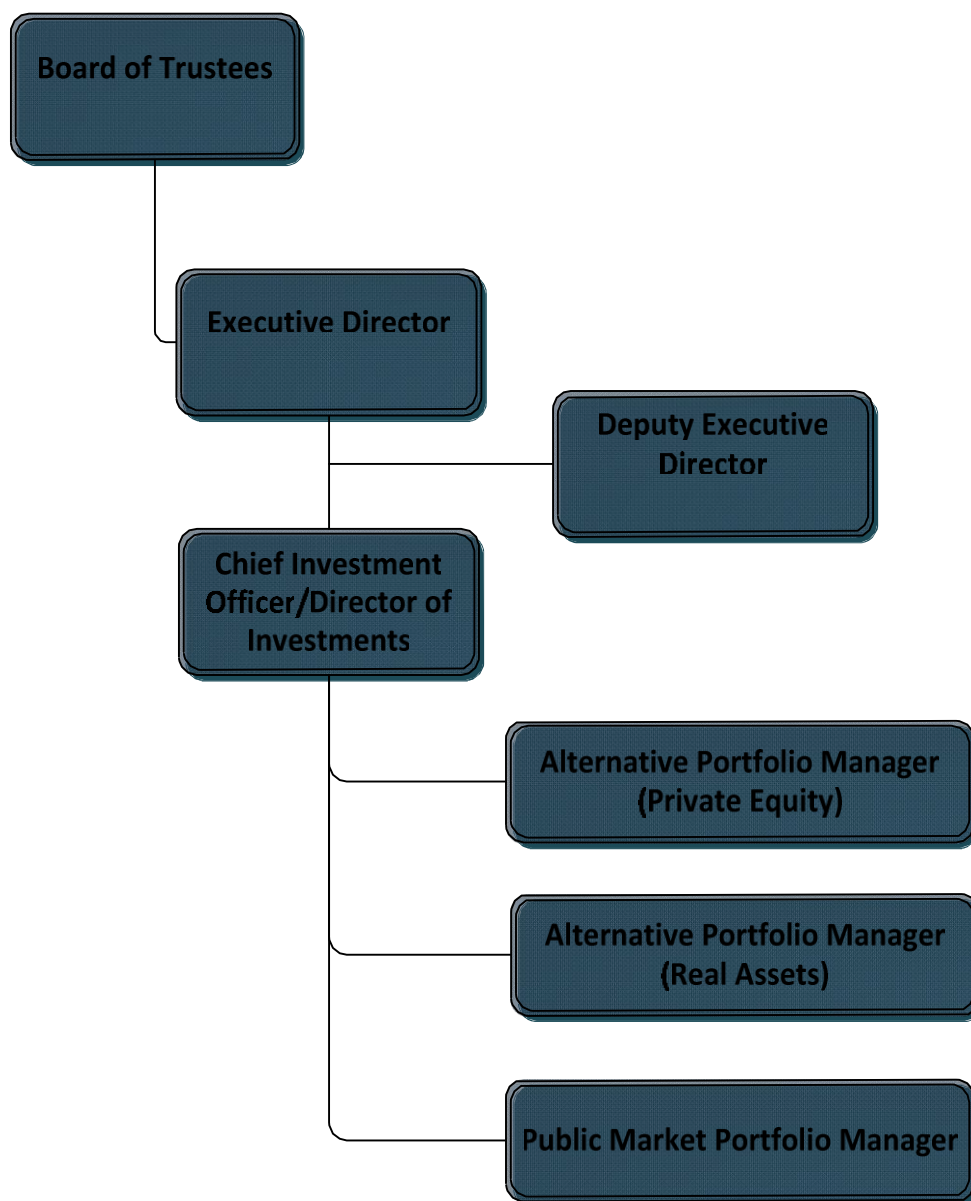 Board of Trustees
Executive Director
Deputy Executive
Director
Chief Investment
Officer/Director of
Investments
Alternative Portfolio Manager
(Private Equity)
Alternative Portfolio Manager
(Real Assets)
Public Market Portfolio Manager